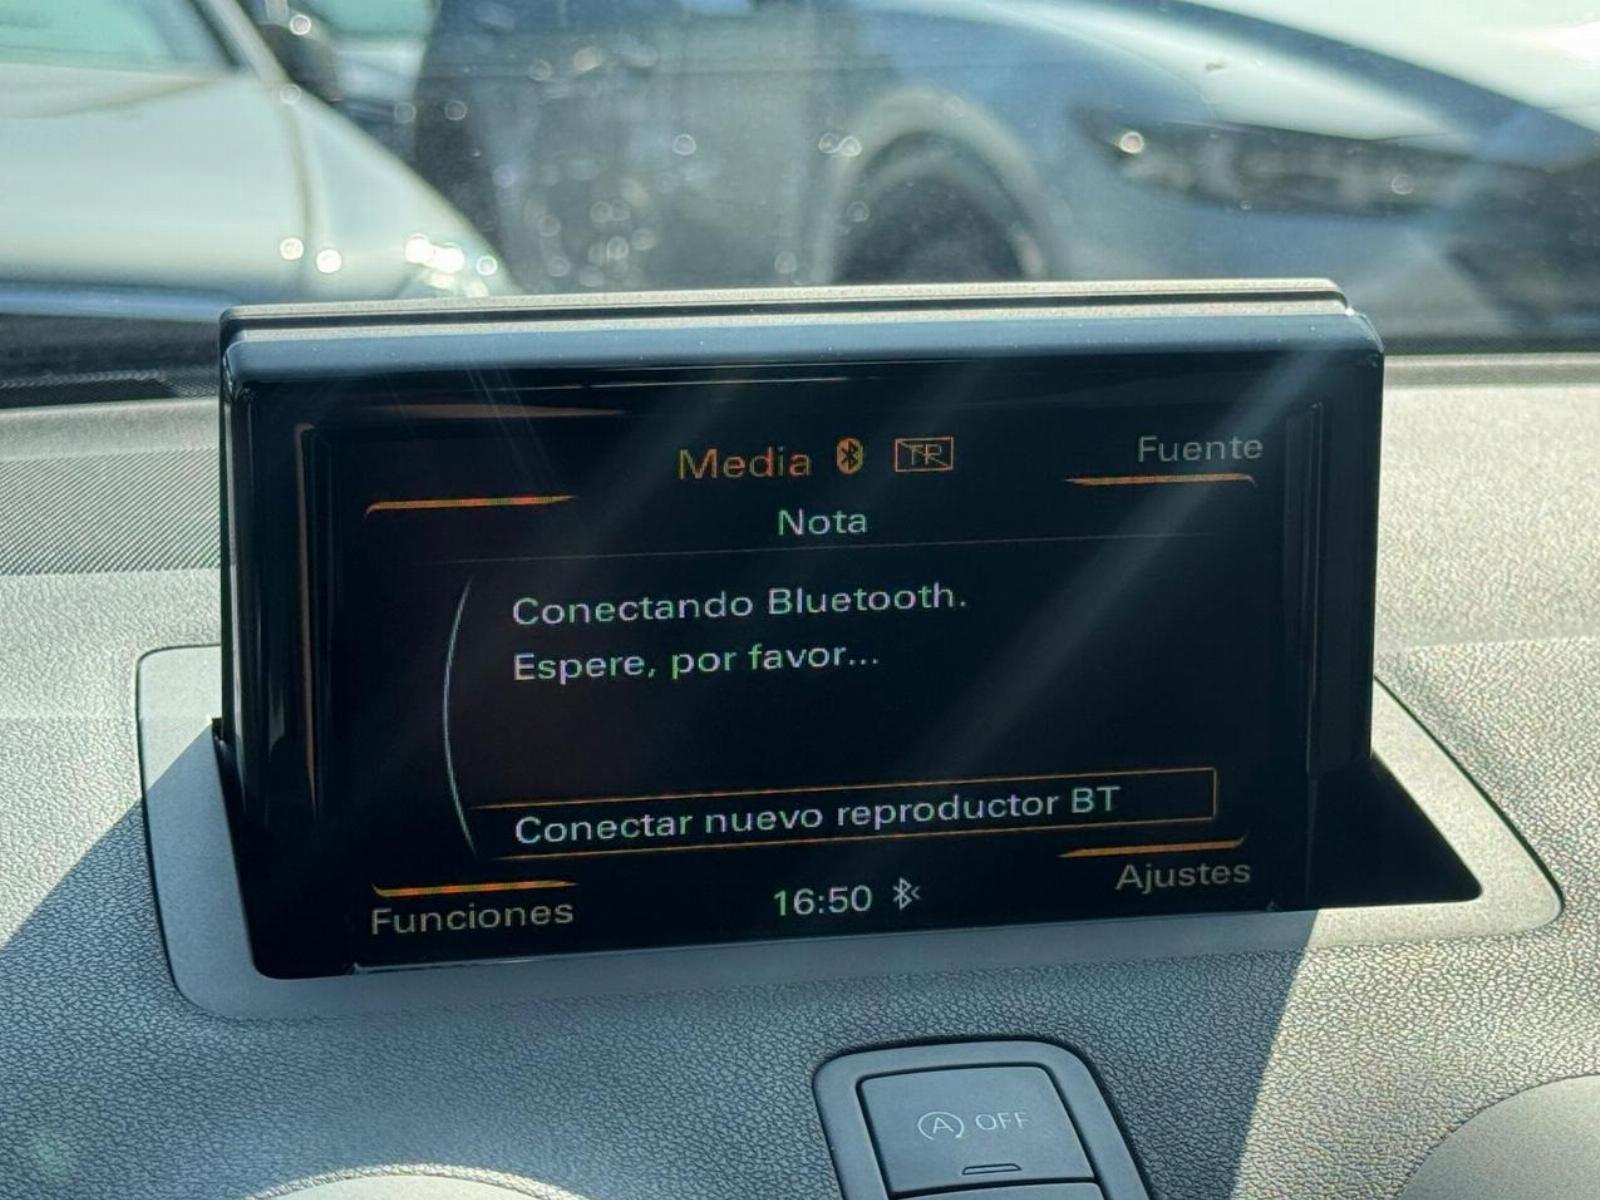 Media TP
Fuente
Nota
Conectando Bluetooth.
Espere, por favor...
Conectar nuevo reproductor BT
Funciones
16:50
Ajustes
A OFF